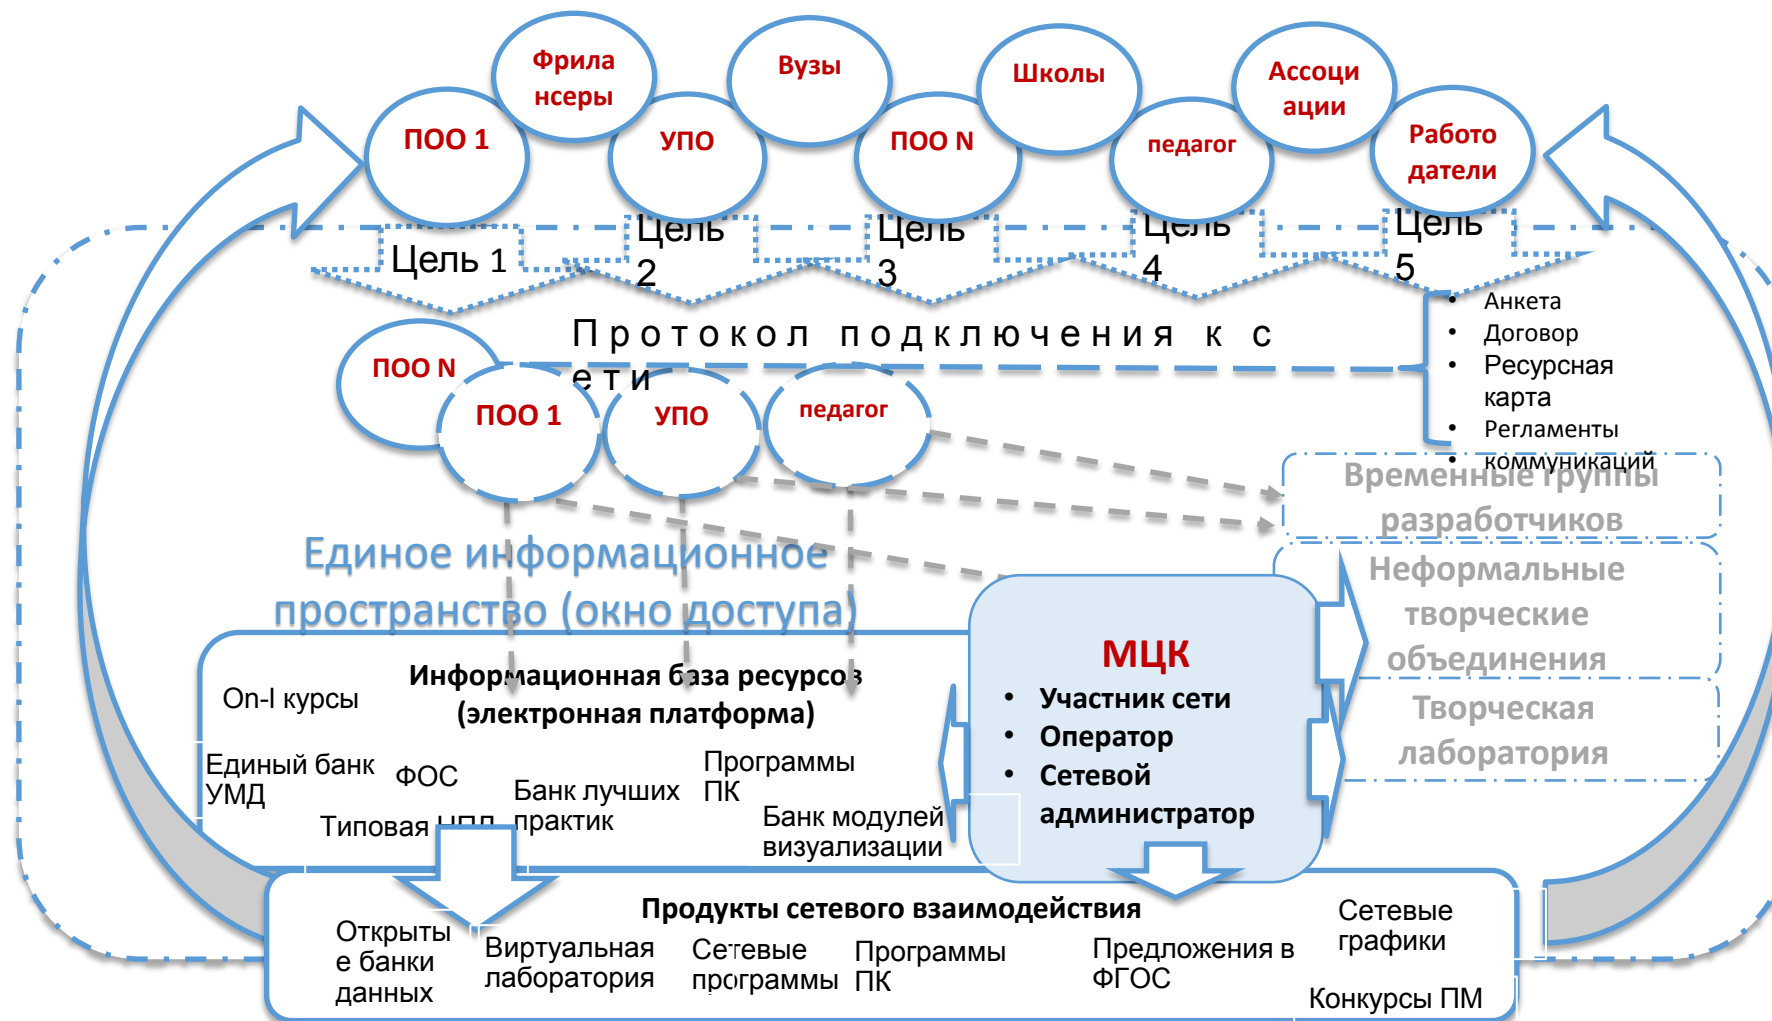 Фрила
нсеры
Вузы
Школы
Ассоци
ации
ПОО 1
УПО
ПОО N
педагог
Работо
датели
Цель 1
Цель
2
Цель
3
Цель
4
Цель
5
Протокол подключения к с
ети
• Анкета
• Договор
• Ресурсная
карта
• Регламенты
• коммуникаций
ПОО N
ПОО 1
УПО
педагог
Временные группы
разработчиков
Неформальные
творческие
объединения
Творческая
лаборатория
Единое информационное
пространство (окно доступа)
МЦК
• Участник сети
• Оператор
• Сетевой
администратор
Информационная база ресурсов
(электронная платформа)
On-l курсы
Единый банк
УМД
ФОС
Типовая
Банк лучших
практик
Программы
ПК
Банк модулей
визуализации
Продукты сетевого взаимодействия
Открыты
е банки
данных
Виртуальная
лаборатория
Сетевые
программы
Программы
ПК
Предложения в
ФГОС
Сетевые
графики
Конкурсы ПМ